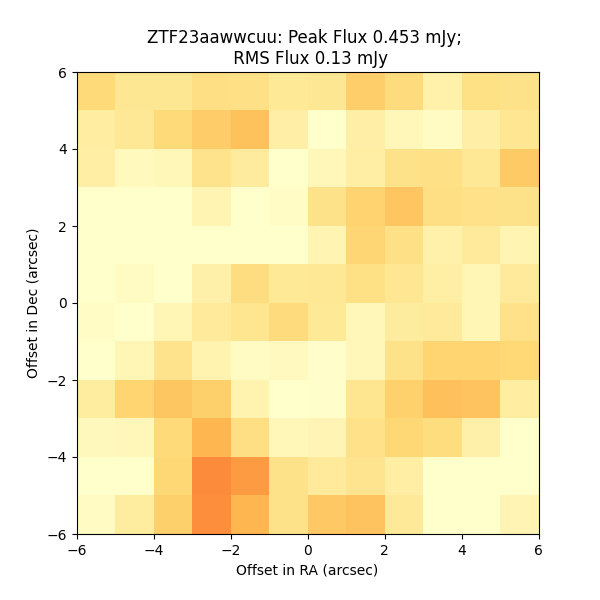 ZTF23aawwcuu: Peak Flux 0.453 mJy;
RMS Flux 0.13 mJy
6
4
2
0
−2
−4
−6
Offset in Dec (arcsec)
−6 −4 −2 0 2 4 6
Offset in RA (arcsec)